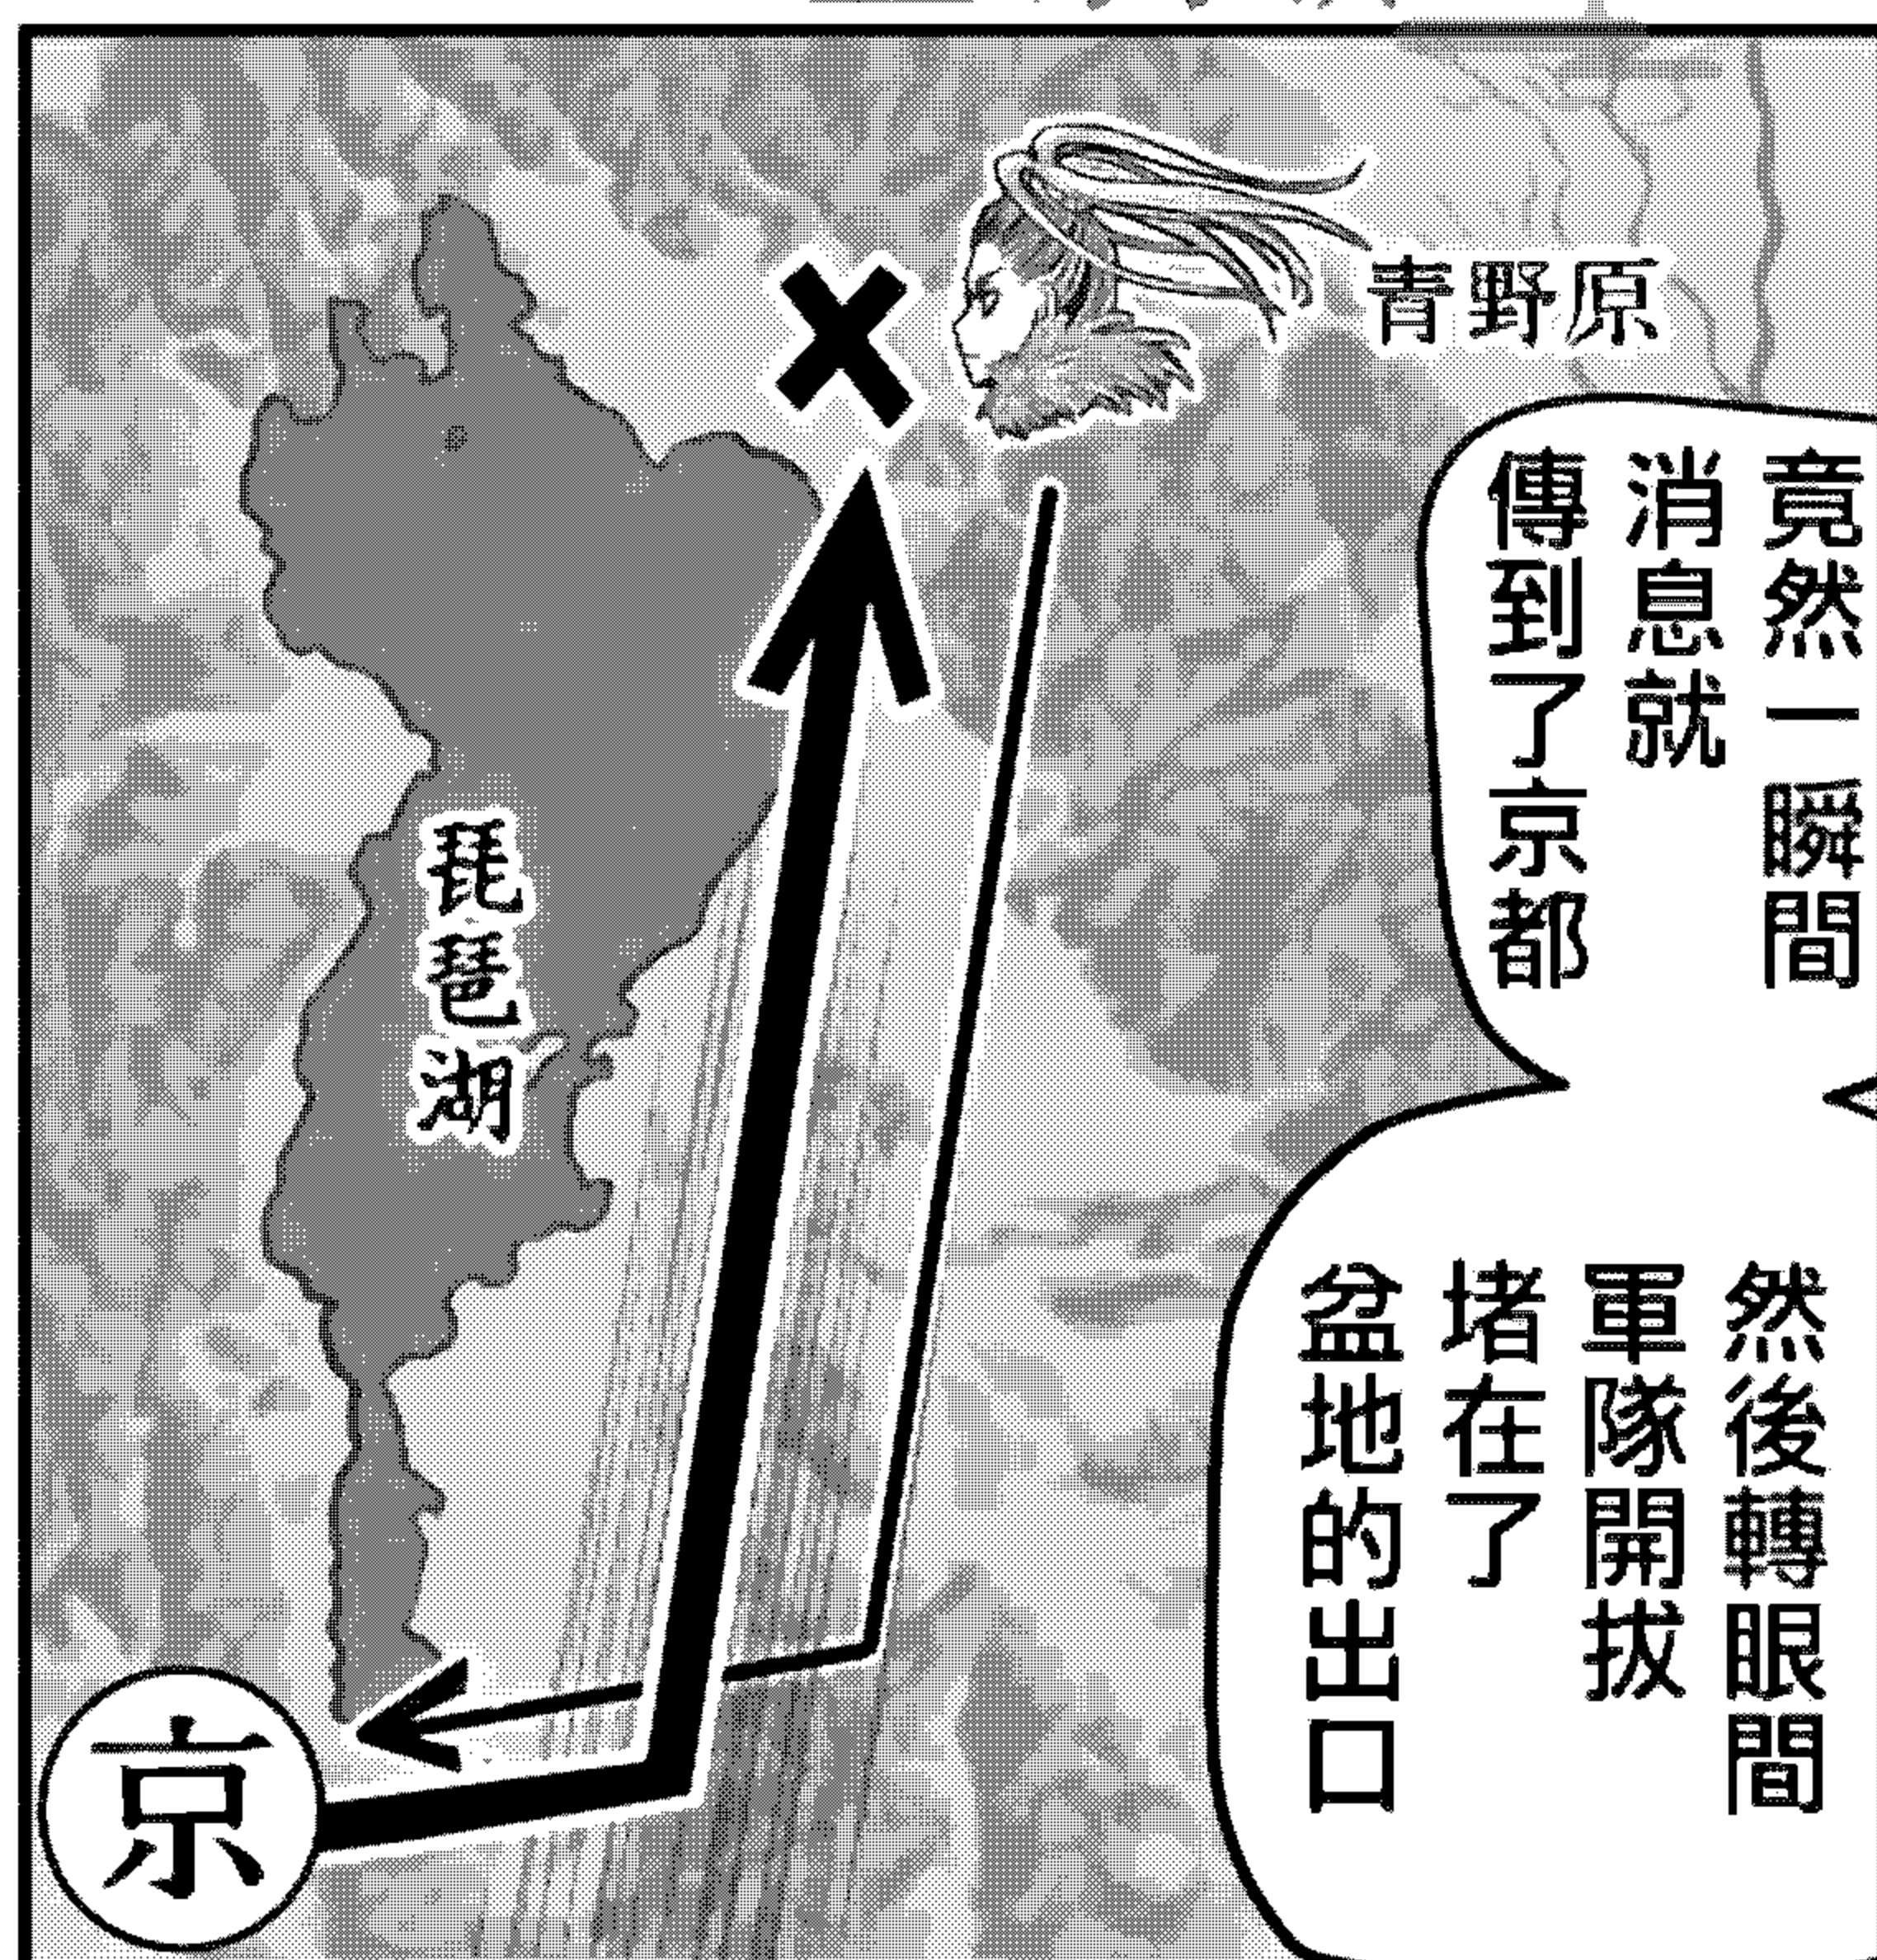 青野原
竟然一瞬間
消息就
傳到了京都
然後轉眼間
軍隊開拔
堵在了
盆地的出口
琵琶湖
京